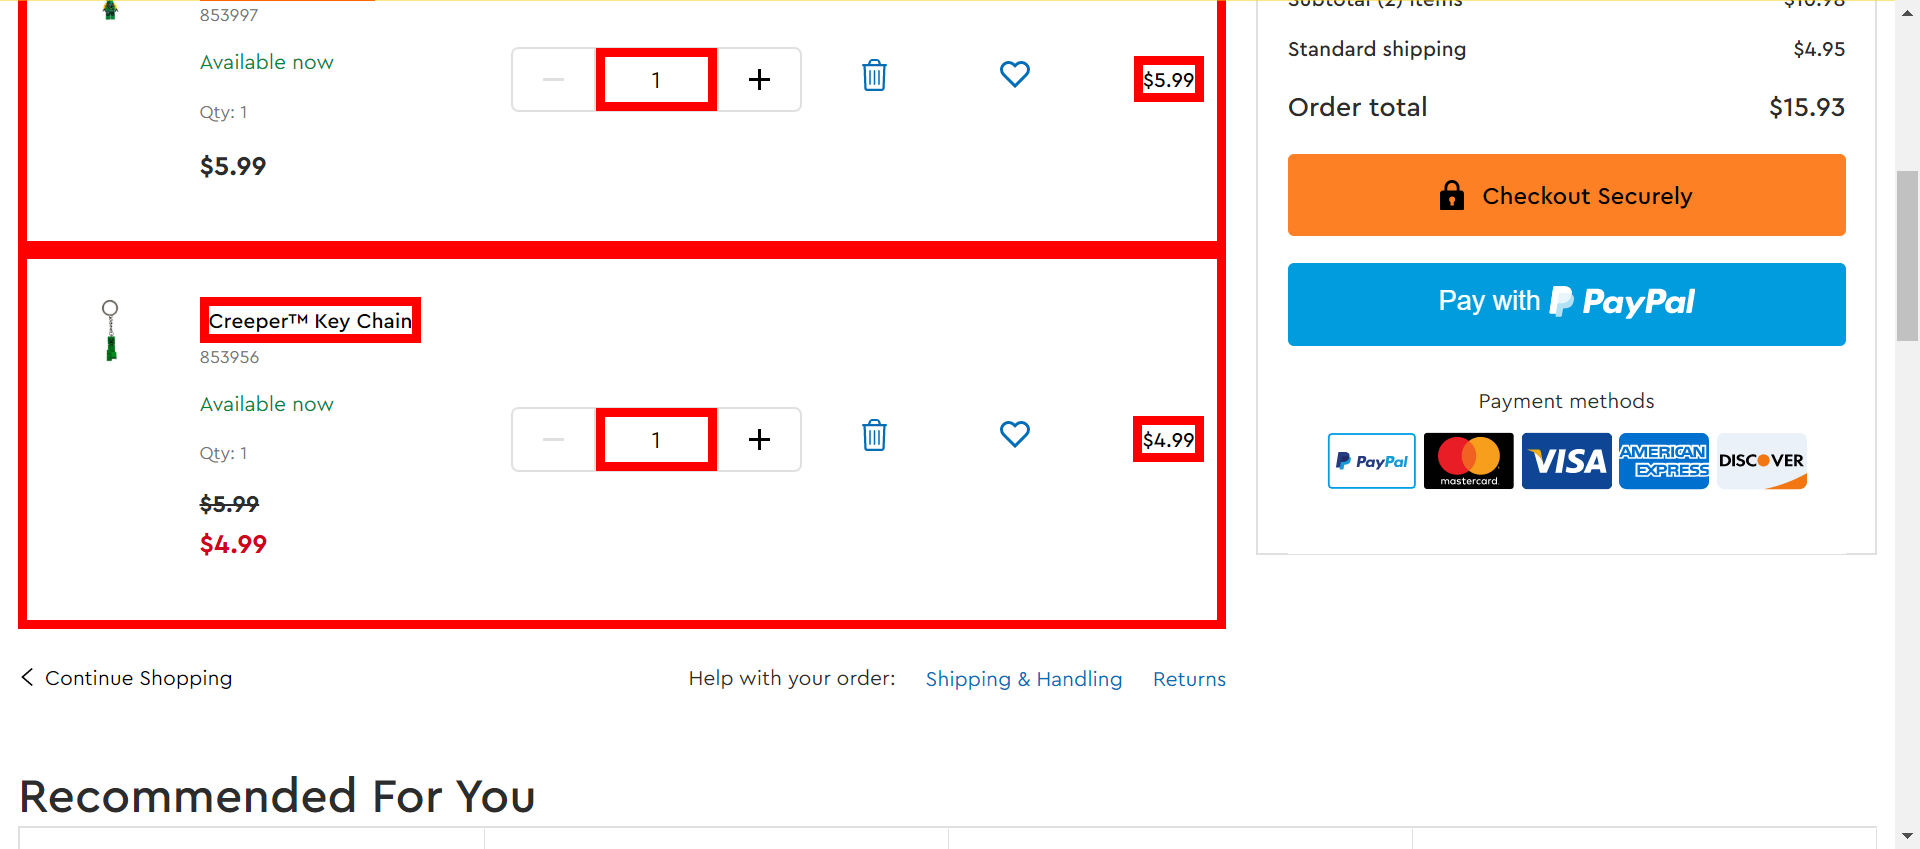 853997
Available now
Qty: 1
$5.99
1
$5.99
Creeper™ Key Chain
853956
Available now
Qty: 1
$5.99
$4.99
1
$4.99
Continue Shopping
Help with your order: Shipping & Handling Returns
Subtotal (2) items $10.98
Standard shipping $4.95
Order total $15.93
Checkout Securely
Pay with PayPal
Payment methods
PayPal
mastercard.
VISA
AMERICAN
EXPRESS
DISCOVER
Recommended For You